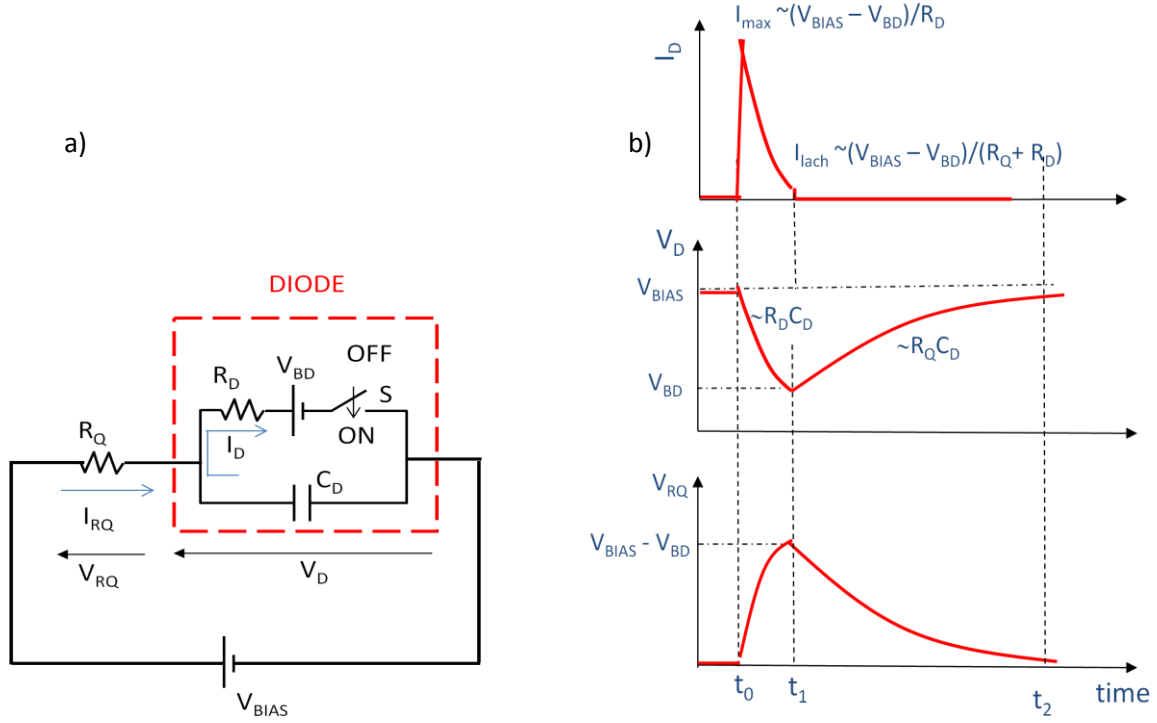 a)
DIODE
OFF
V_BD
R_D
S
R_Q
I_D
ON
C_D
I_RQ
V_RQ
V_D
V_BIAS
b)
I_max ~(V_BIAS – V_BD)/R_D
I_D
I_lach ~(V_BIAS – V_BD)/(R_Q + R_D)
V_D
V_BIAS
~R_DC_D
~R_QC_D
V_BD
V_RQ
V_BIAS - V_BD
t_0 t_1 t_2 time